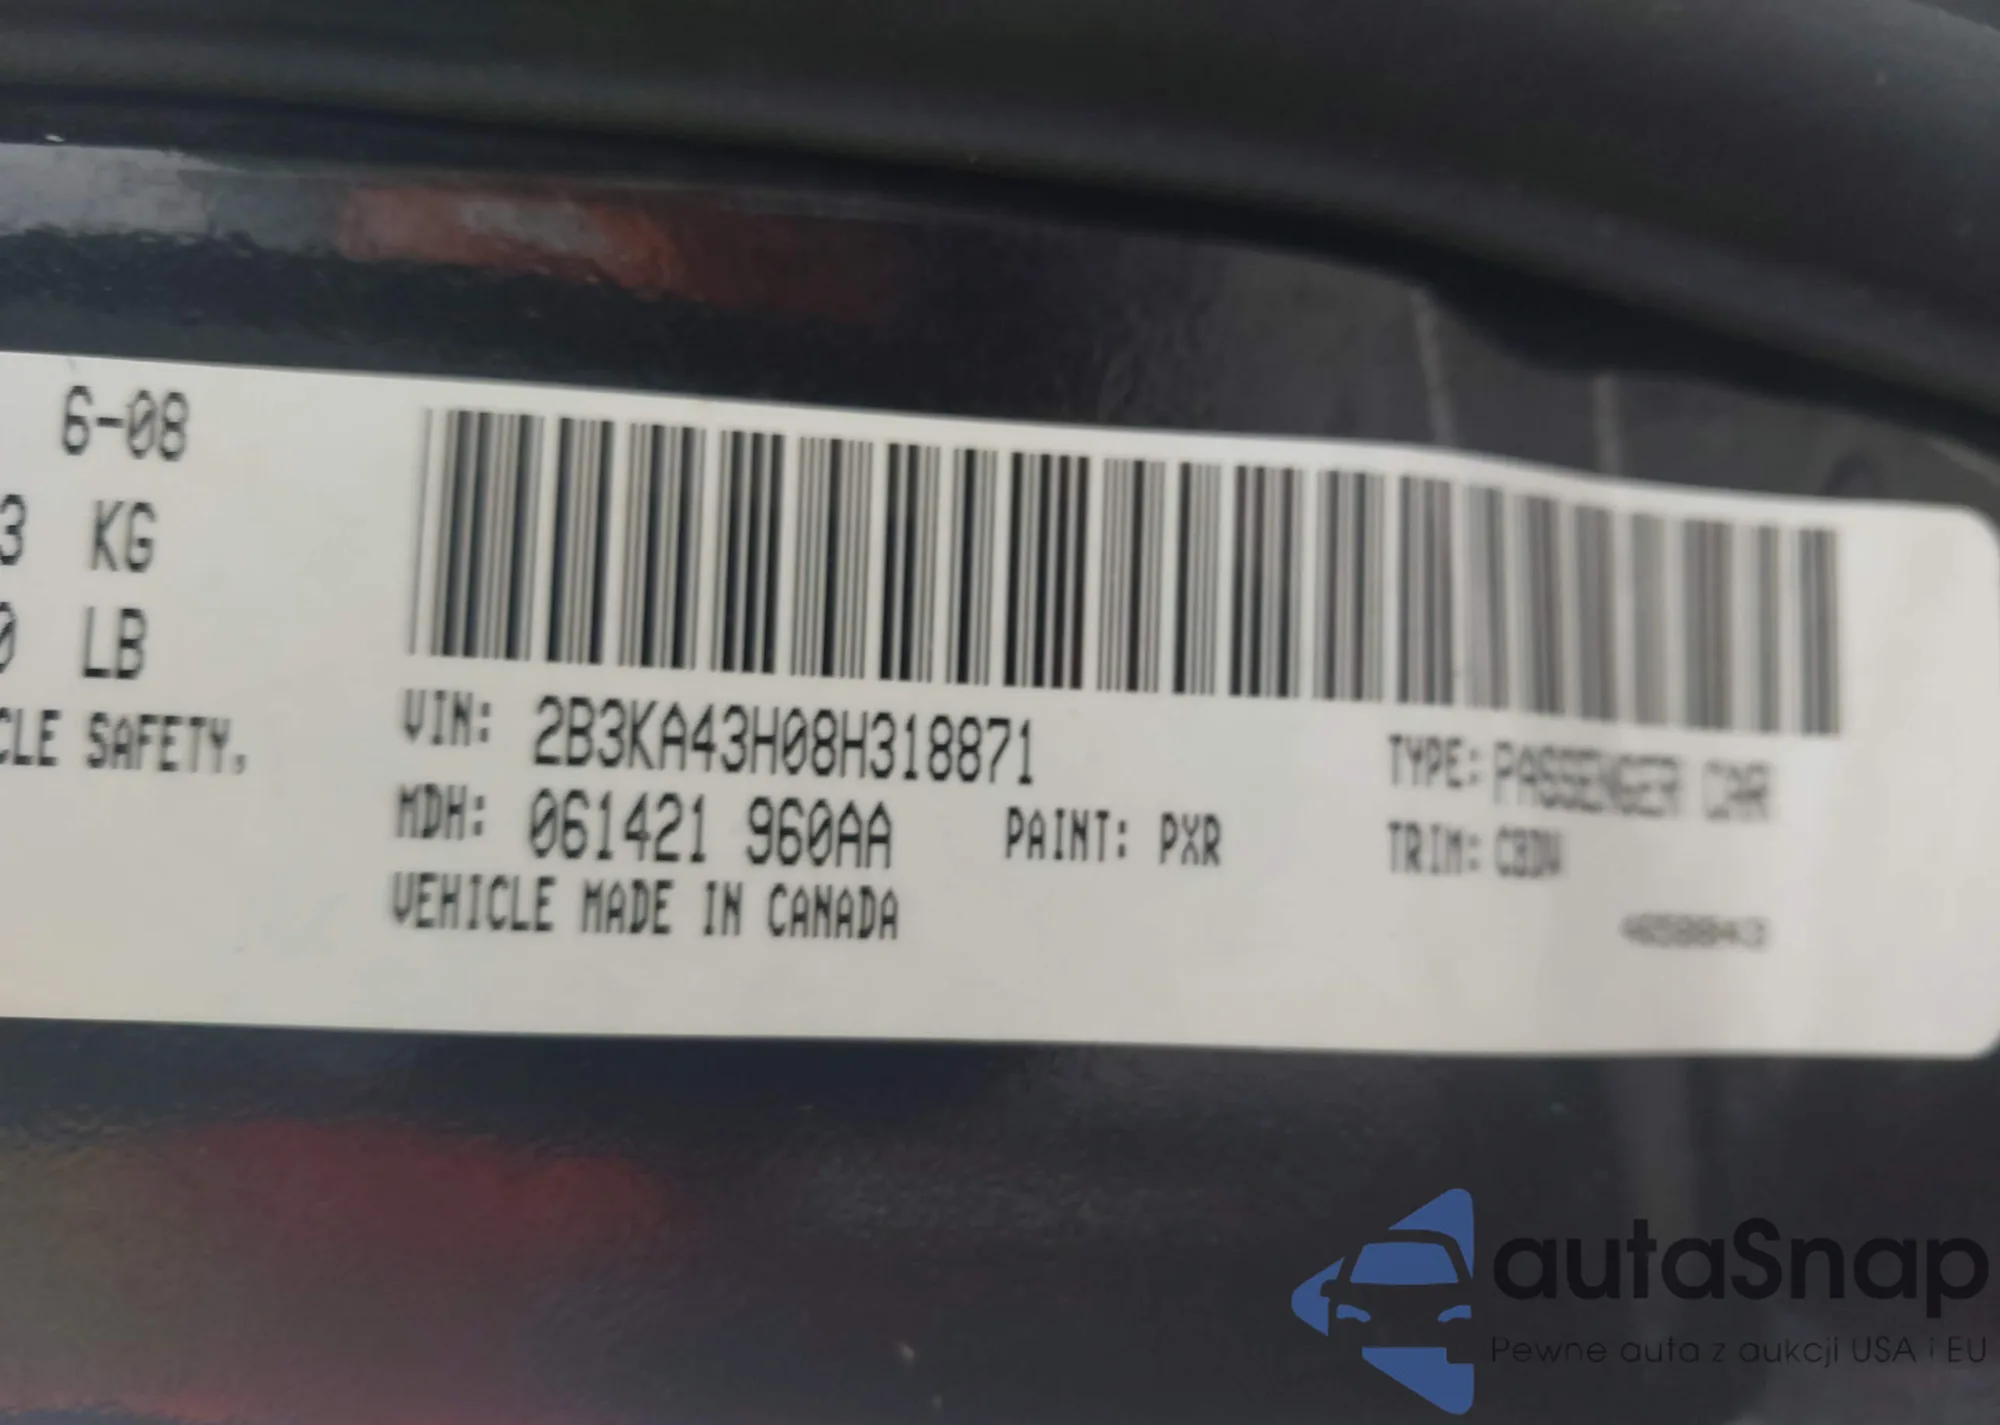 6-08
3 KG
0 LB
CLE SAFETY,
VIN: 2B3KA43H08H318871
TYPE: PASSENGER CAR
MDH: 061421 960AA
PAINT: PXR
TRIM: C3DV
VEHICLE MADE IN CANADA
autaSnap
Pewne auta z aukcji USA i EU